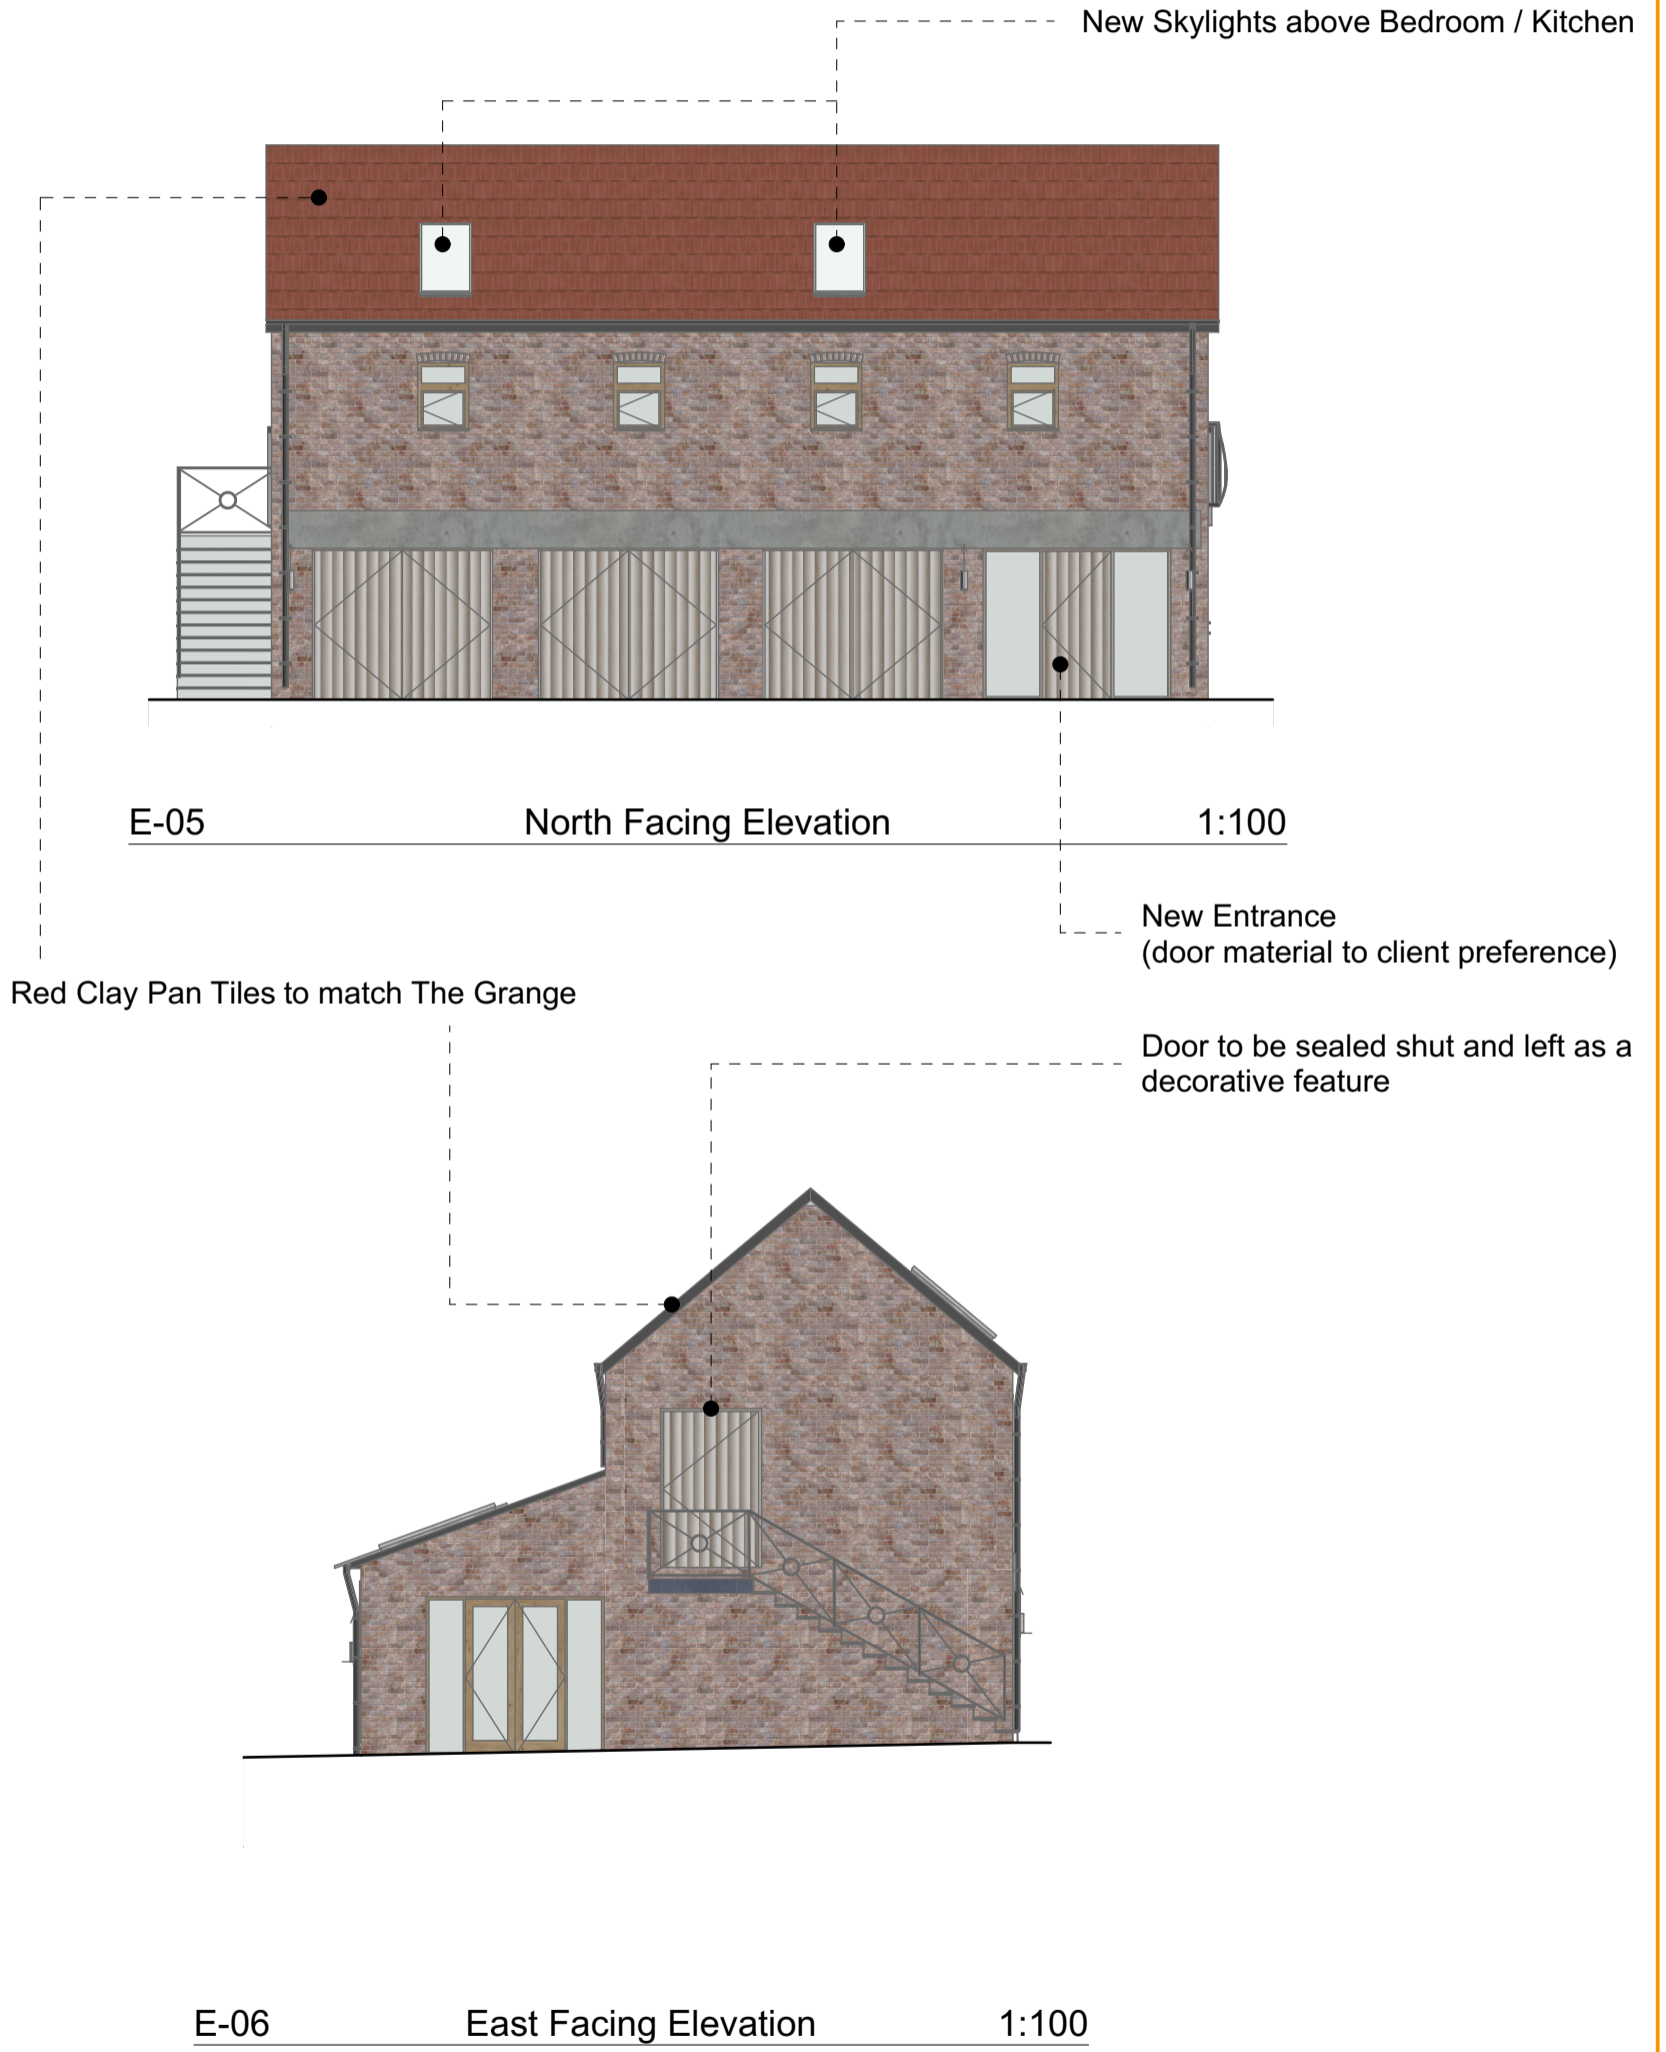 New Skylights above Bedroom / Kitchen
E-05 North Facing Elevation 1:100
New Entrance
(door material to client preference)
Red Clay Pan Tiles to match The Grange
Door to be sealed shut and left as a
decorative feature
E-06 East Facing Elevation 1:100